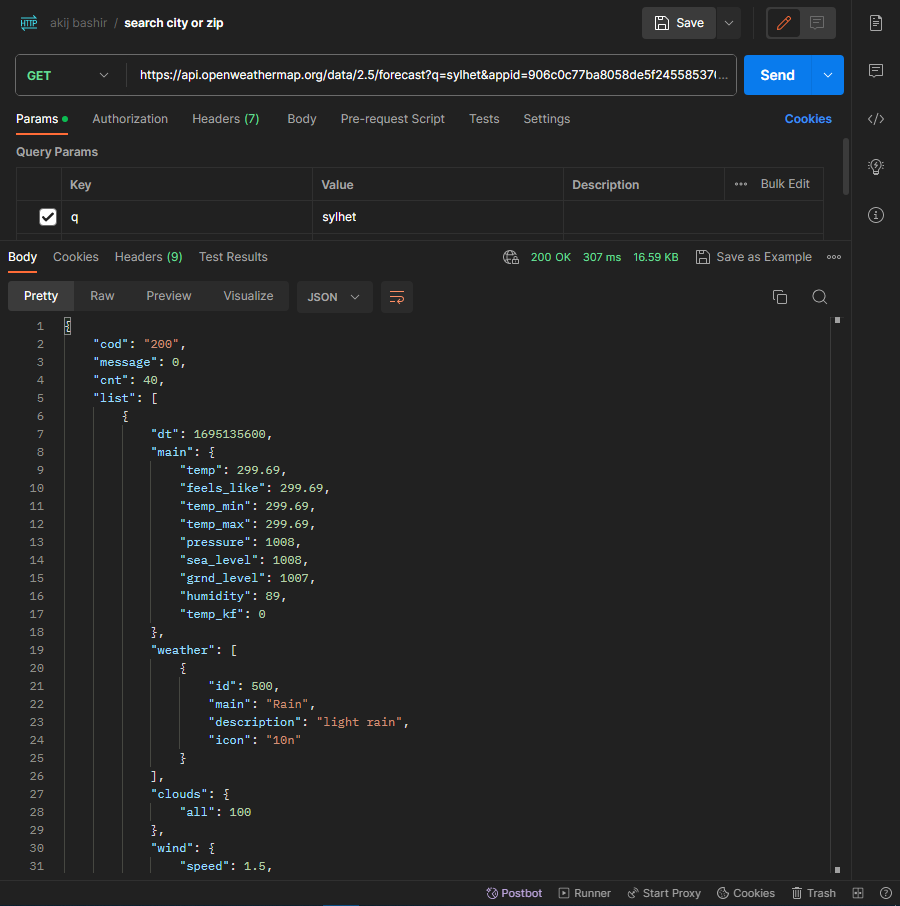 HTTP akij bashir / search city or zip Save
GET https://api.openweathermap.org/data/2.5/forecast?q=sylhet&appid=906c0c77ba8058de5f24558537(... Send
Params Authorization Headers (7) Body Pre-request Script Tests Settings Cookies
Query Params
Key Value Description Bulk Edit
q sylhet
Body Cookies Headers (9) Test Results 200 OK 307 ms 16.59 KB Save as Example
Pretty Raw Preview Visualize JSON
1 {
2 "cod": "200",
3 "message": 0,
4 "cnt": 40,
5 "list": [
6 {
7 "dt": 1695135600,
8 "main": {
9 "temp": 299.69,
10 "feels_like": 299.69,
11 "temp_min": 299.69,
12 "temp_max": 299.69,
13 "pressure": 1008,
14 "sea_level": 1008,
15 "grnd_level": 1007,
16 "humidity": 89,
17 "temp_kf": 0
18 },
19 "weather": [
20 {
21 "id": 500,
22 "main": "Rain",
23 "description": "light rain",
24 "icon": "10n"
25 }
26 ],
27 "clouds": {
28 "all": 100
29 },
30 "wind": {
31 "speed": 1.5,
Postbot Runner Start Proxy Cookies Trash